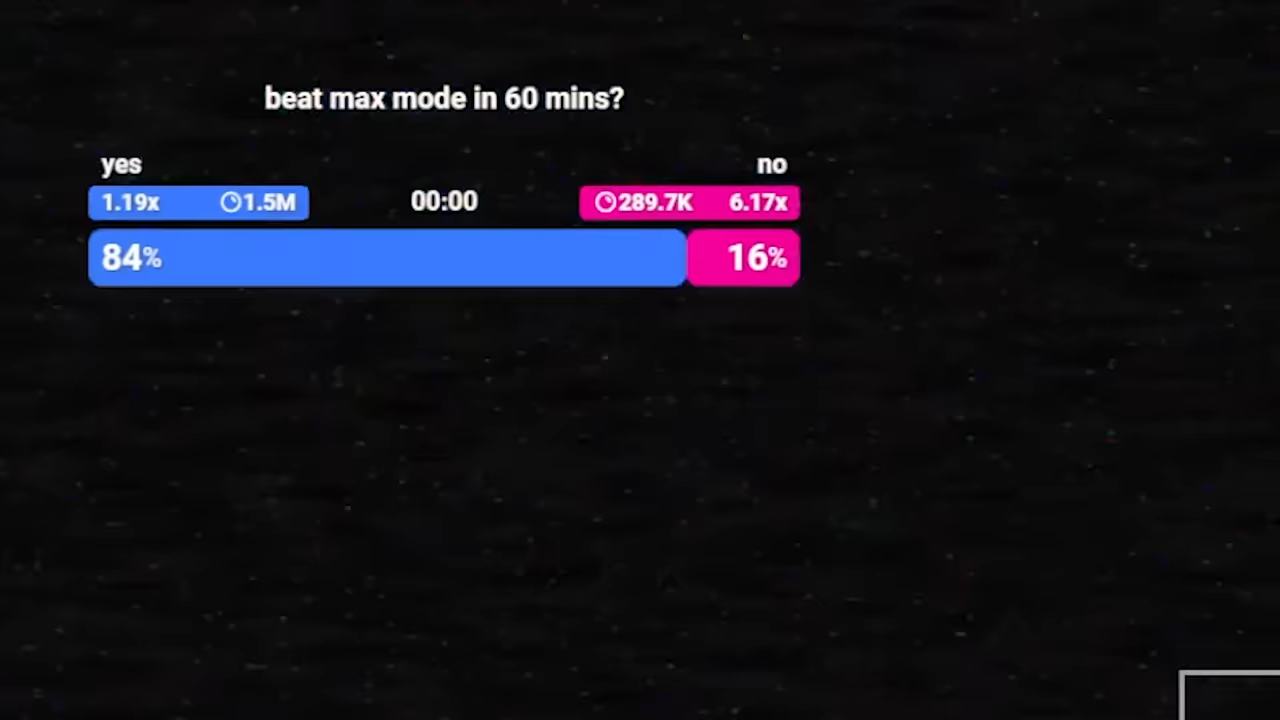 beat max mode in 60 mins?
yes
no
1.19x 1.5M 00:00 289.7K 6.17x
84% 16%